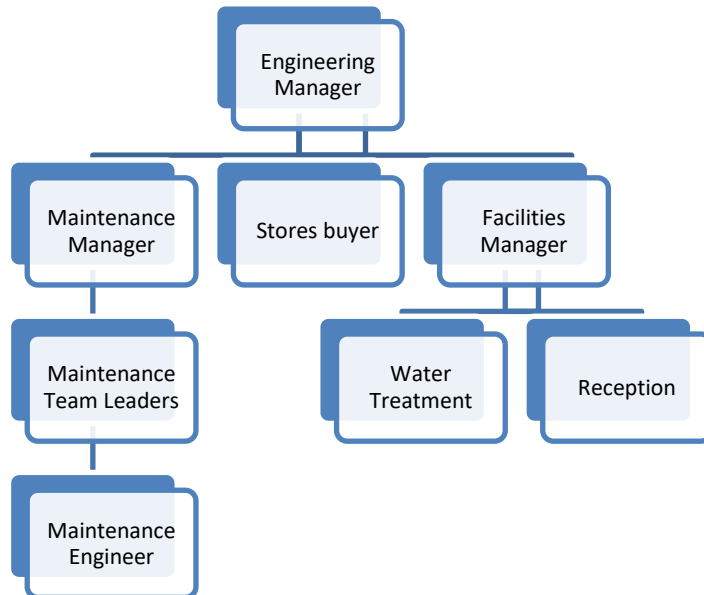 Engineering
Manager
Maintenance
Manager
Stores buyer
Facilities
Manager
Maintenance
Team Leaders
Water
Treatment
Reception
Maintenance
Engineer